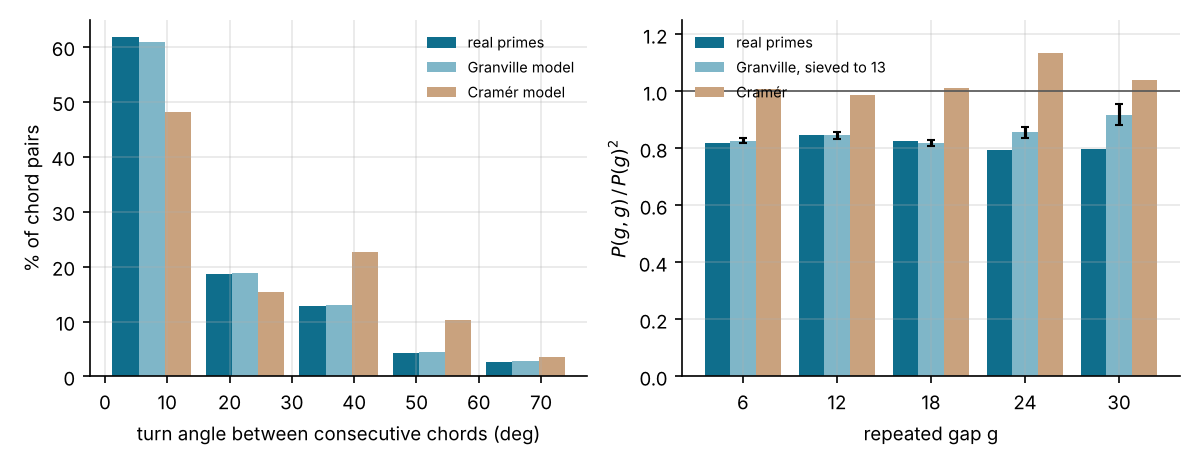 60
50
40
30
20
10
0
% of chord pairs
real primes
Granville model
Cramér model
0 10 20 30 40 50 60 70
turn angle between consecutive chords (deg)
1.2
1.0
0.8
0.6
0.4
0.2
0.0
P(g, g) / P(g)²
real primes
Granville, sieved to 13
Cramér
6 12 18 24 30
repeated gap g